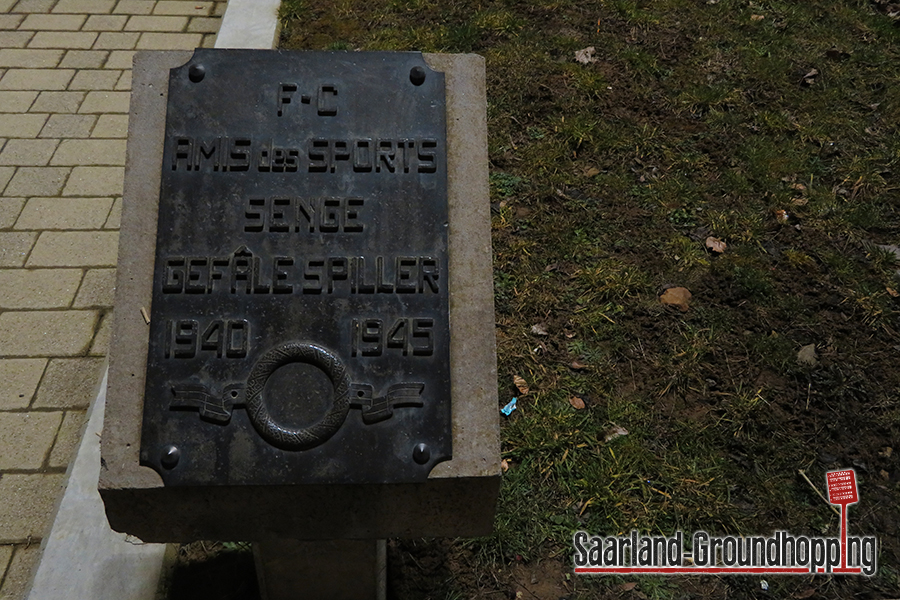 F-C
AMIS des SPORTS
SENGE
GEFÂLE SPILLER
1940 1945
Saarland-Groundhopping